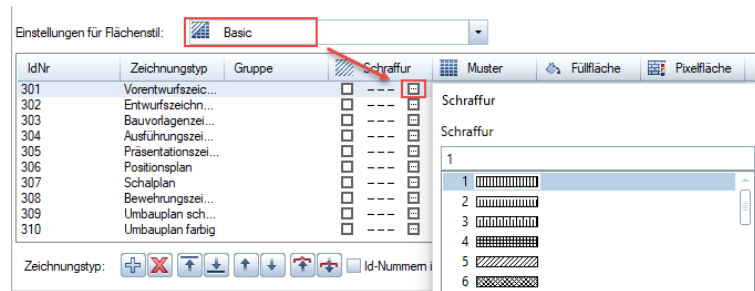 Einstellungen für Flächenstil: Basic
IdNr Zeichnungstyp Gruppe Schraffur Muster Füllfläche Pixelfläche
301 Vorentwurfszeic... ---
302 Entwurfszeichn... ---
303 Bauvorlagenzei... ---
304 Ausführungszei... ---
305 Präsentationszei... ---
306 Positionsplan ---
307 Schalplan ---
308 Bewehrungszei... ---
309 Umbauplan sch... ---
310 Umbauplan farbig ---
Zeichnungstyp: Id-Nummern i
Schraffur
Schraffur
1
1
2
3
4
5
6